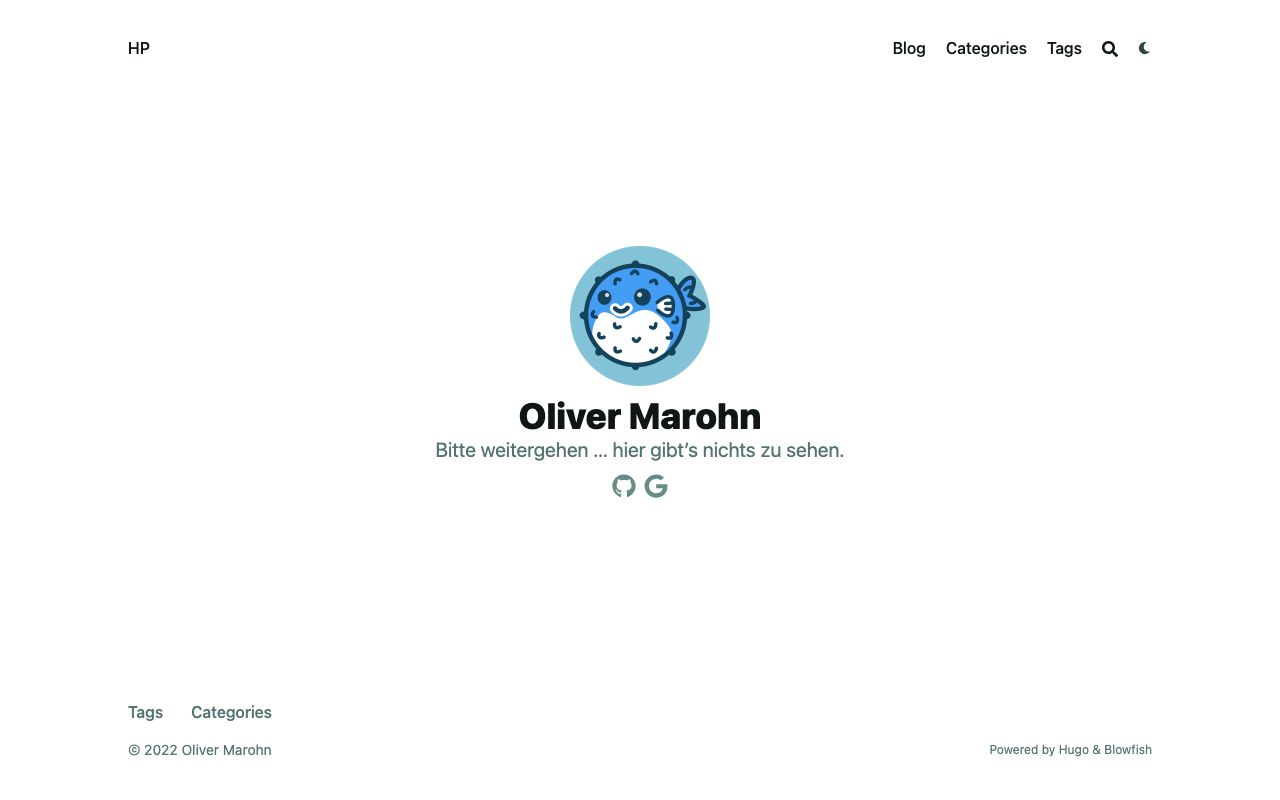 HP
Blog Categories Tags
Oliver Marohn
Bitte weitergehen ... hier gibt's nichts zu sehen.
Tags Categories
© 2022 Oliver Marohn
Powered by Hugo & Blowfish